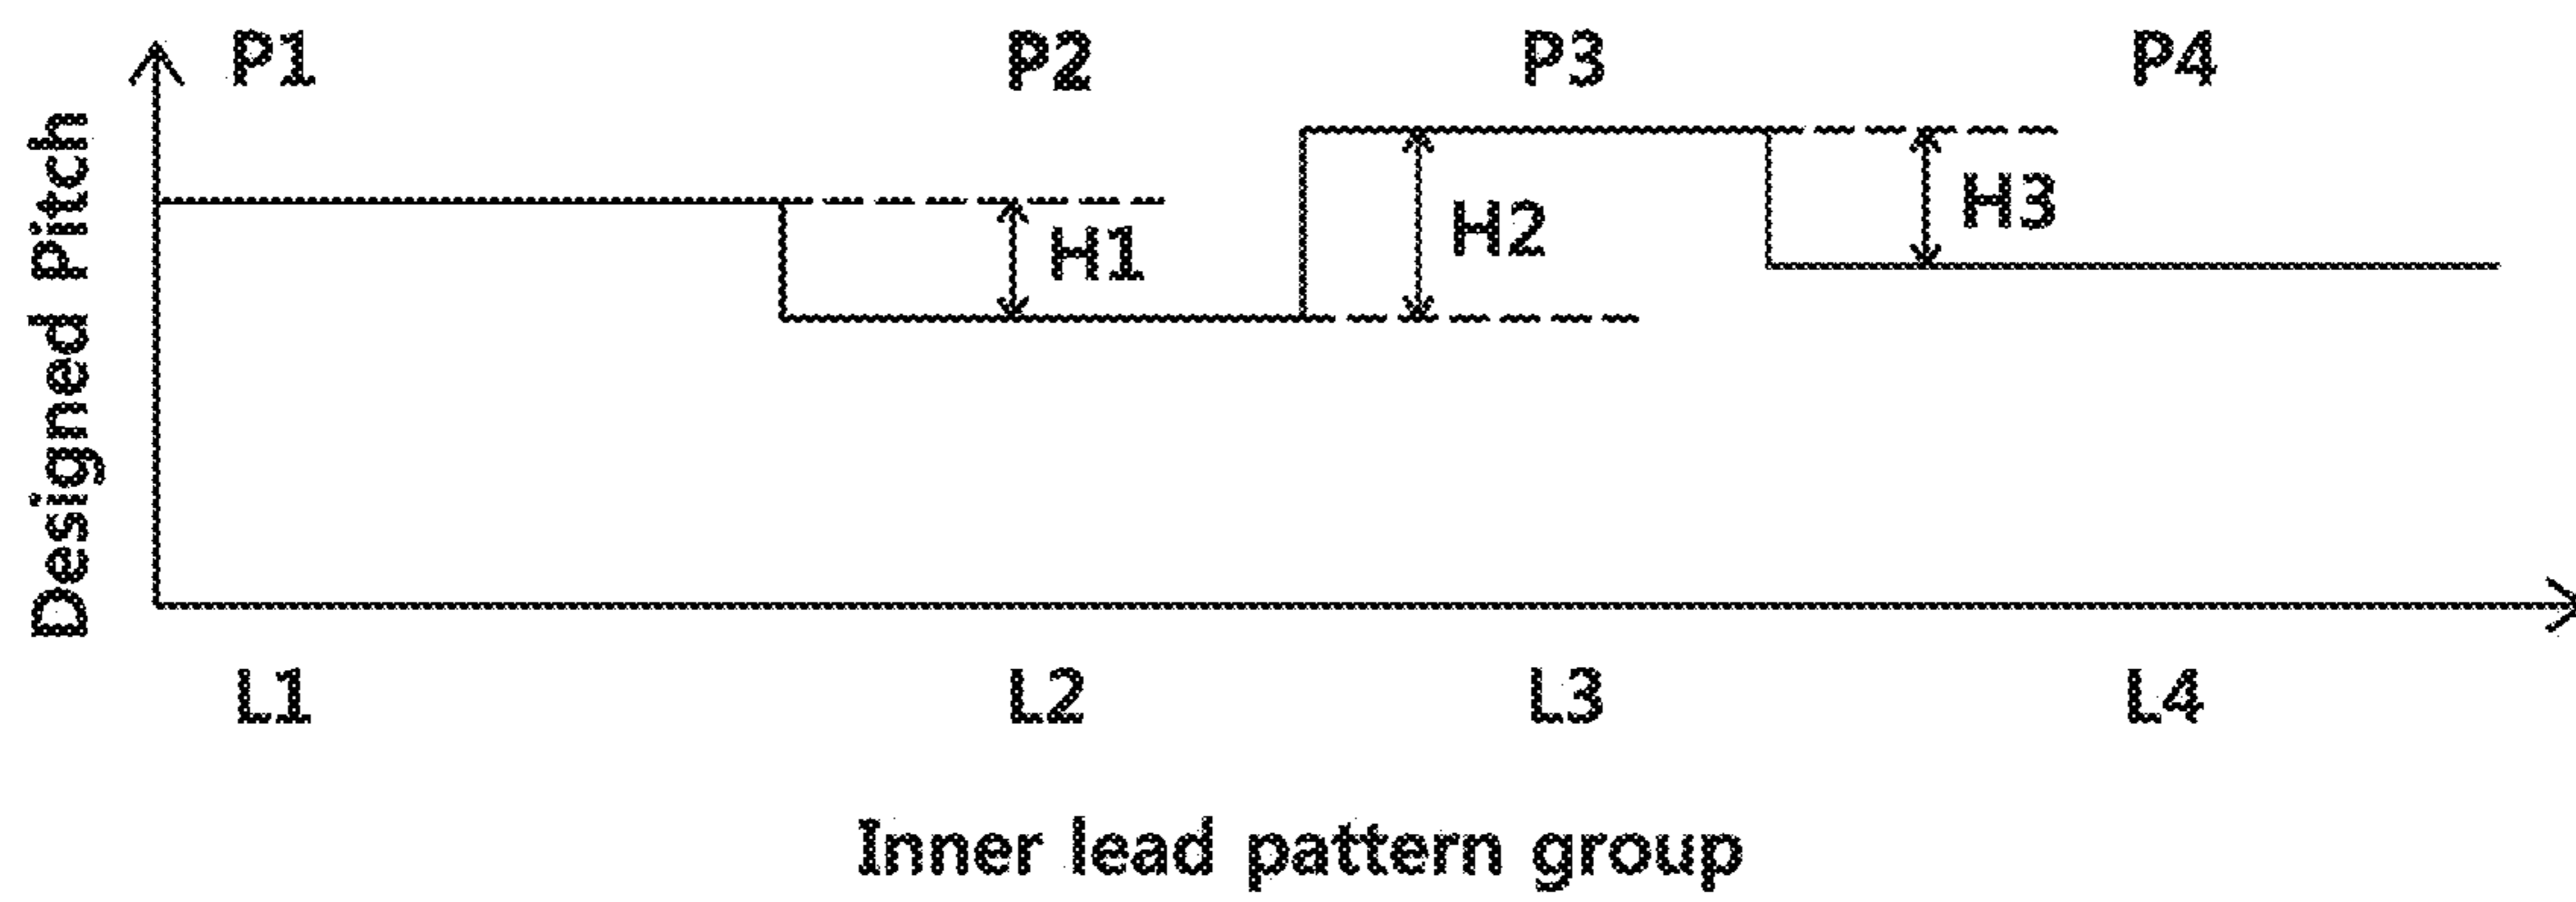 P1 P2 P3 P4
Designed Pitch
H1 H2 H3
L1 L2 L3 L4
Inner lead pattern group